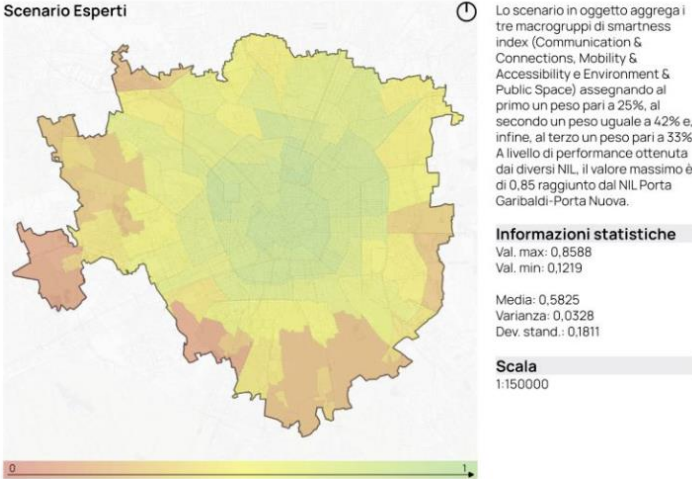 Scenario Esperti
Lo scenario in oggetto aggrega i
tre macrogruppi di smartness
index (Communication &
Connections, Mobility &
Accessibility e Environment &
Public Space) assegnando al
primo un peso pari a 25%, al
secondo un peso uguale a 42% e,
infine, al terzo un peso pari a 33%
A livello di performance ottenuta
dai diversi NIL, il valore massimo è
di 0,85 raggiunto dal NIL Porta
Garibaldi-Porta Nuova.
Informazioni statistiche
Val. max: 0,8588
Val. min: 0,1219
Media: 0,5825
Varianza: 0,0328
Dev. stand.: 0,1811
Scala
1:150000
0 1